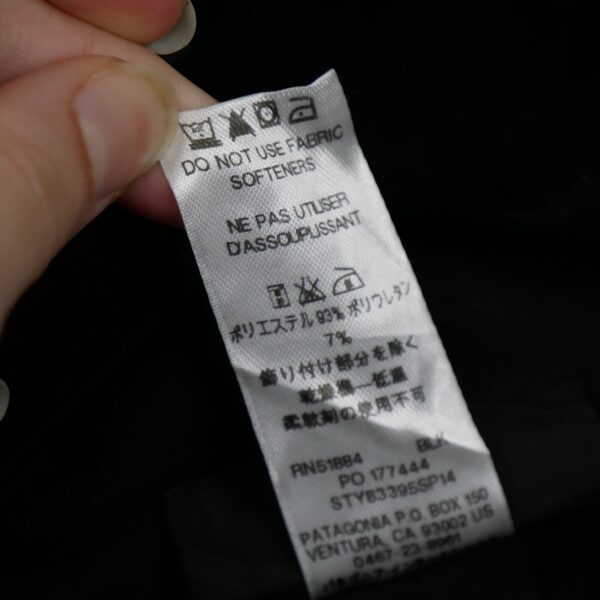 DO NOT USE FABRIC
SOFTENERS
NE PAS UTILISER
D'ASSOUPLISSANT
ポリエステル 93% ポリウレタン
7%
飾り付け部分を除く
乾燥機—低温
柔軟剤の使用不可
RN51884 BLK
PO 177444
STY83395SP14
PATAGONIA P.O. BOX 150
VENTURA, CA 93002 US
0467-23-8961